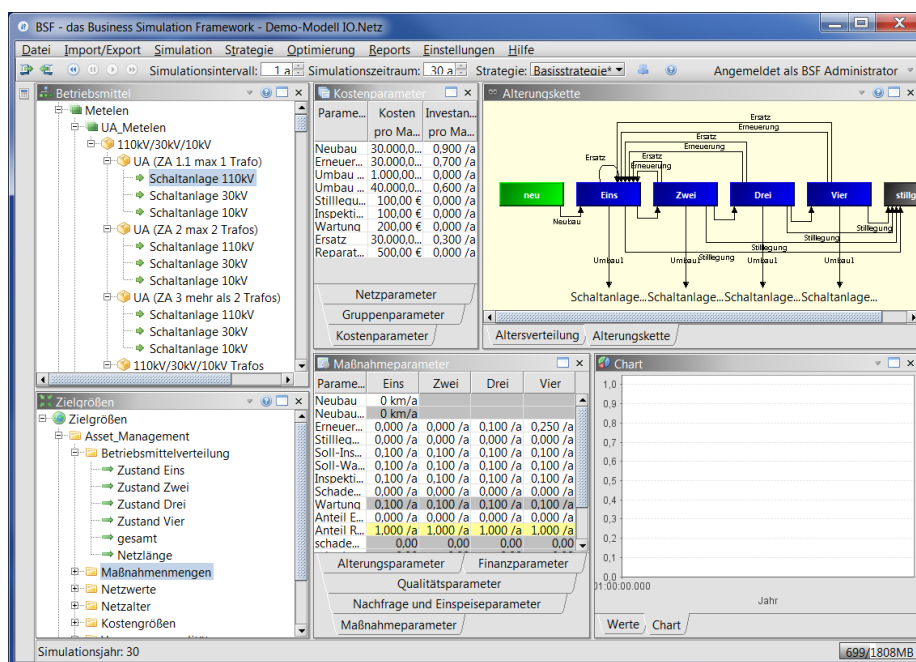 BSF - das Business Simulation Framework - Demo-Modell IO.Netz
Datei Import/Export Simulation Strategie Optimierung Reports Einstellungen Hilfe
Simulationsintervall: 1 a Simulationszeitraum: 30 a Strategie: Basisstrategie* Angemeldet als BSF Administrator
Betriebsmittel
Metelen
UA_Metelen
110kV/30kV/10kV
UA (ZA 1.1 max 1 Trafo)
Schaltanlage 110kV
Schaltanlage 30kV
Schaltanlage 10kV
UA (ZA 2 max 2 Trafos)
Schaltanlage 110kV
Schaltanlage 30kV
Schaltanlage 10kV
UA (ZA 3 mehr als 2 Trafos)
Schaltanlage 110kV
Schaltanlage 30kV
Schaltanlage 10kV
110kV/30kV/10kV Trafos
Kostenparameter
Parame... Kosten Investan...
pro Ma... pro Ma...
Neubau 30.000,0... 0,900 /a
Erneuer... 30.000,0... 0,700 /a
Umbau ... 1.000,00... 0,000 /a
Umbau ... 40.000,0... 0,600 /a
Stilllegu... 100,00 € 0,000 /a
Inspekti... 100,00 € 0,000 /a
Wartung 200,00 € 0,000 /a
Ersatz 30.000,0... 0,300 /a
Reparat... 500,00 € 0,000 /a
Netzparameter
Gruppenparameter
Kostenparameter
Alterungskette
Ersatz
Erneuerung
Ersatz
Ersatz
Erneuerung
Erneuerung
neu Eins Zwei Drei Vier stillg
Neubau
Stillegung
Stillegung
Umbau1 Umbau1 Umbau1 Umbau1
Schaltanlage... Schaltanlage... Schaltanlage... Schaltanlage...
Altersverteilung Alterungskette
Zielgrößen
Zielgrößen
Asset_Management
Betriebsmittelverteilung
Zustand Eins
Zustand Zwei
Zustand Drei
Zustand Vier
gesamt
Netzlänge
Maßnahmenmengen
Netzwerte
Netzalter
Kostengrößen
Maßnahmeparameter
Parame... Eins Zwei Drei Vier
Neubau 0 km/a
Neubau... 0 km/a
Erneuer... 0,000 /a 0,000 /a 0,100 /a 0,250 /a
Stillleg... 0,000 /a 0,000 /a 0,000 /a 0,000 /a
Soll-Ins... 0,100 /a 0,100 /a 0,100 /a 0,100 /a
Soll-Wa... 0,100 /a 0,100 /a 0,100 /a 0,100 /a
Inspekti... 0,100 /a 0,100 /a 0,100 /a 0,100 /a
Schade... 0,000 /a 0,000 /a 0,000 /a 0,000 /a
Wartung 0,100 /a 0,100 /a 0,100 /a 0,100 /a
Anteil E... 0,000 /a 0,000 /a 0,000 /a 0,000 /a
Anteil R... 1,000 /a 1,000 /a 1,000 /a 1,000 /a
schade... 0,00 0,00 0,00 0,00
Alterungsparameter Finanzparameter
Qualitätsparameter
Nachfrage und Einspeiseparameter
Maßnahmeparameter
Chart
1,0
0,9
0,8
0,7
0,6
0,5
0,4
0,3
0,2
0,1
0,0
01:00:00.000
Jahr
Werte Chart
Simulationsjahr: 30
699/1808MB